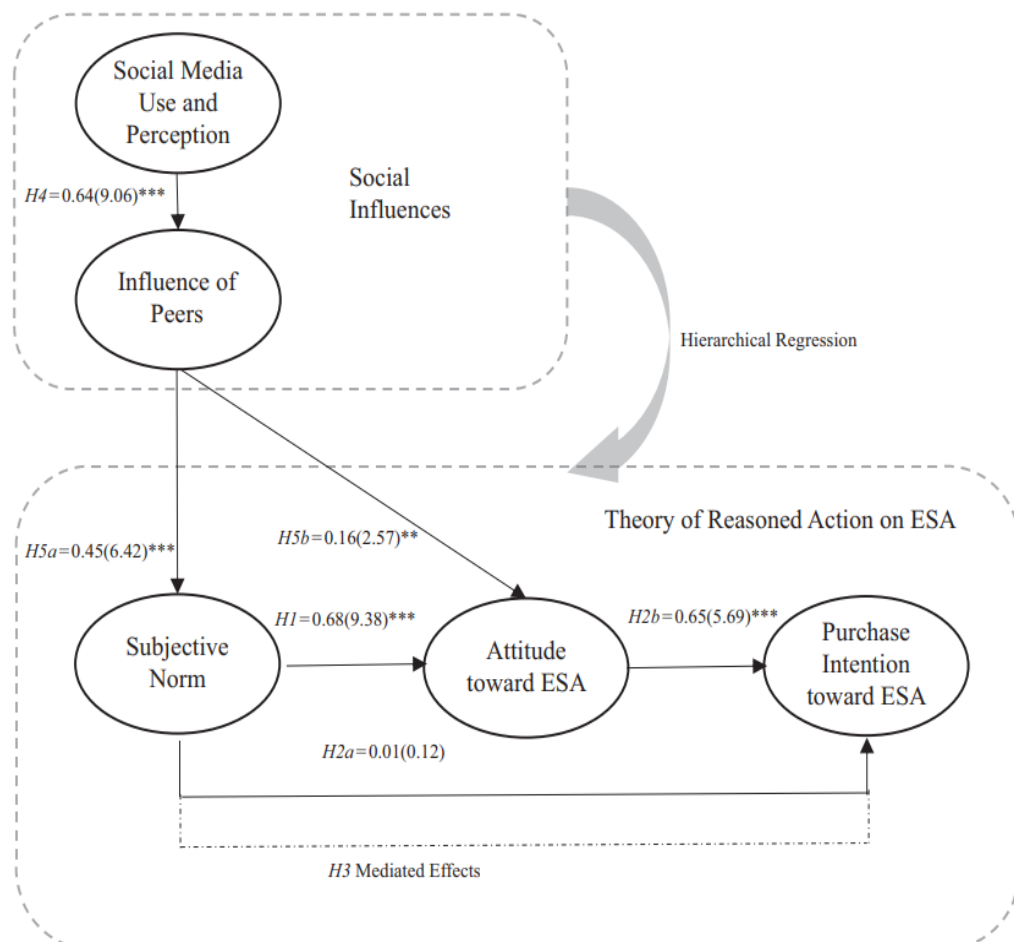 Social Media
Use and
Perception
H4=0.64(9.06)***
Social
Influences
Influence of
Peers
Hierarchical Regression
Theory of Reasoned Action on ESA
H5a=0.45(6.42)***
H5b=0.16(2.57)**
H1=0.68(9.38)***
H2b=0.65(5.69)***
Subjective
Norm
Attitude
toward ESA
Purchase
Intention
toward ESA
H2a=0.01(0.12)
H3 Mediated Effects